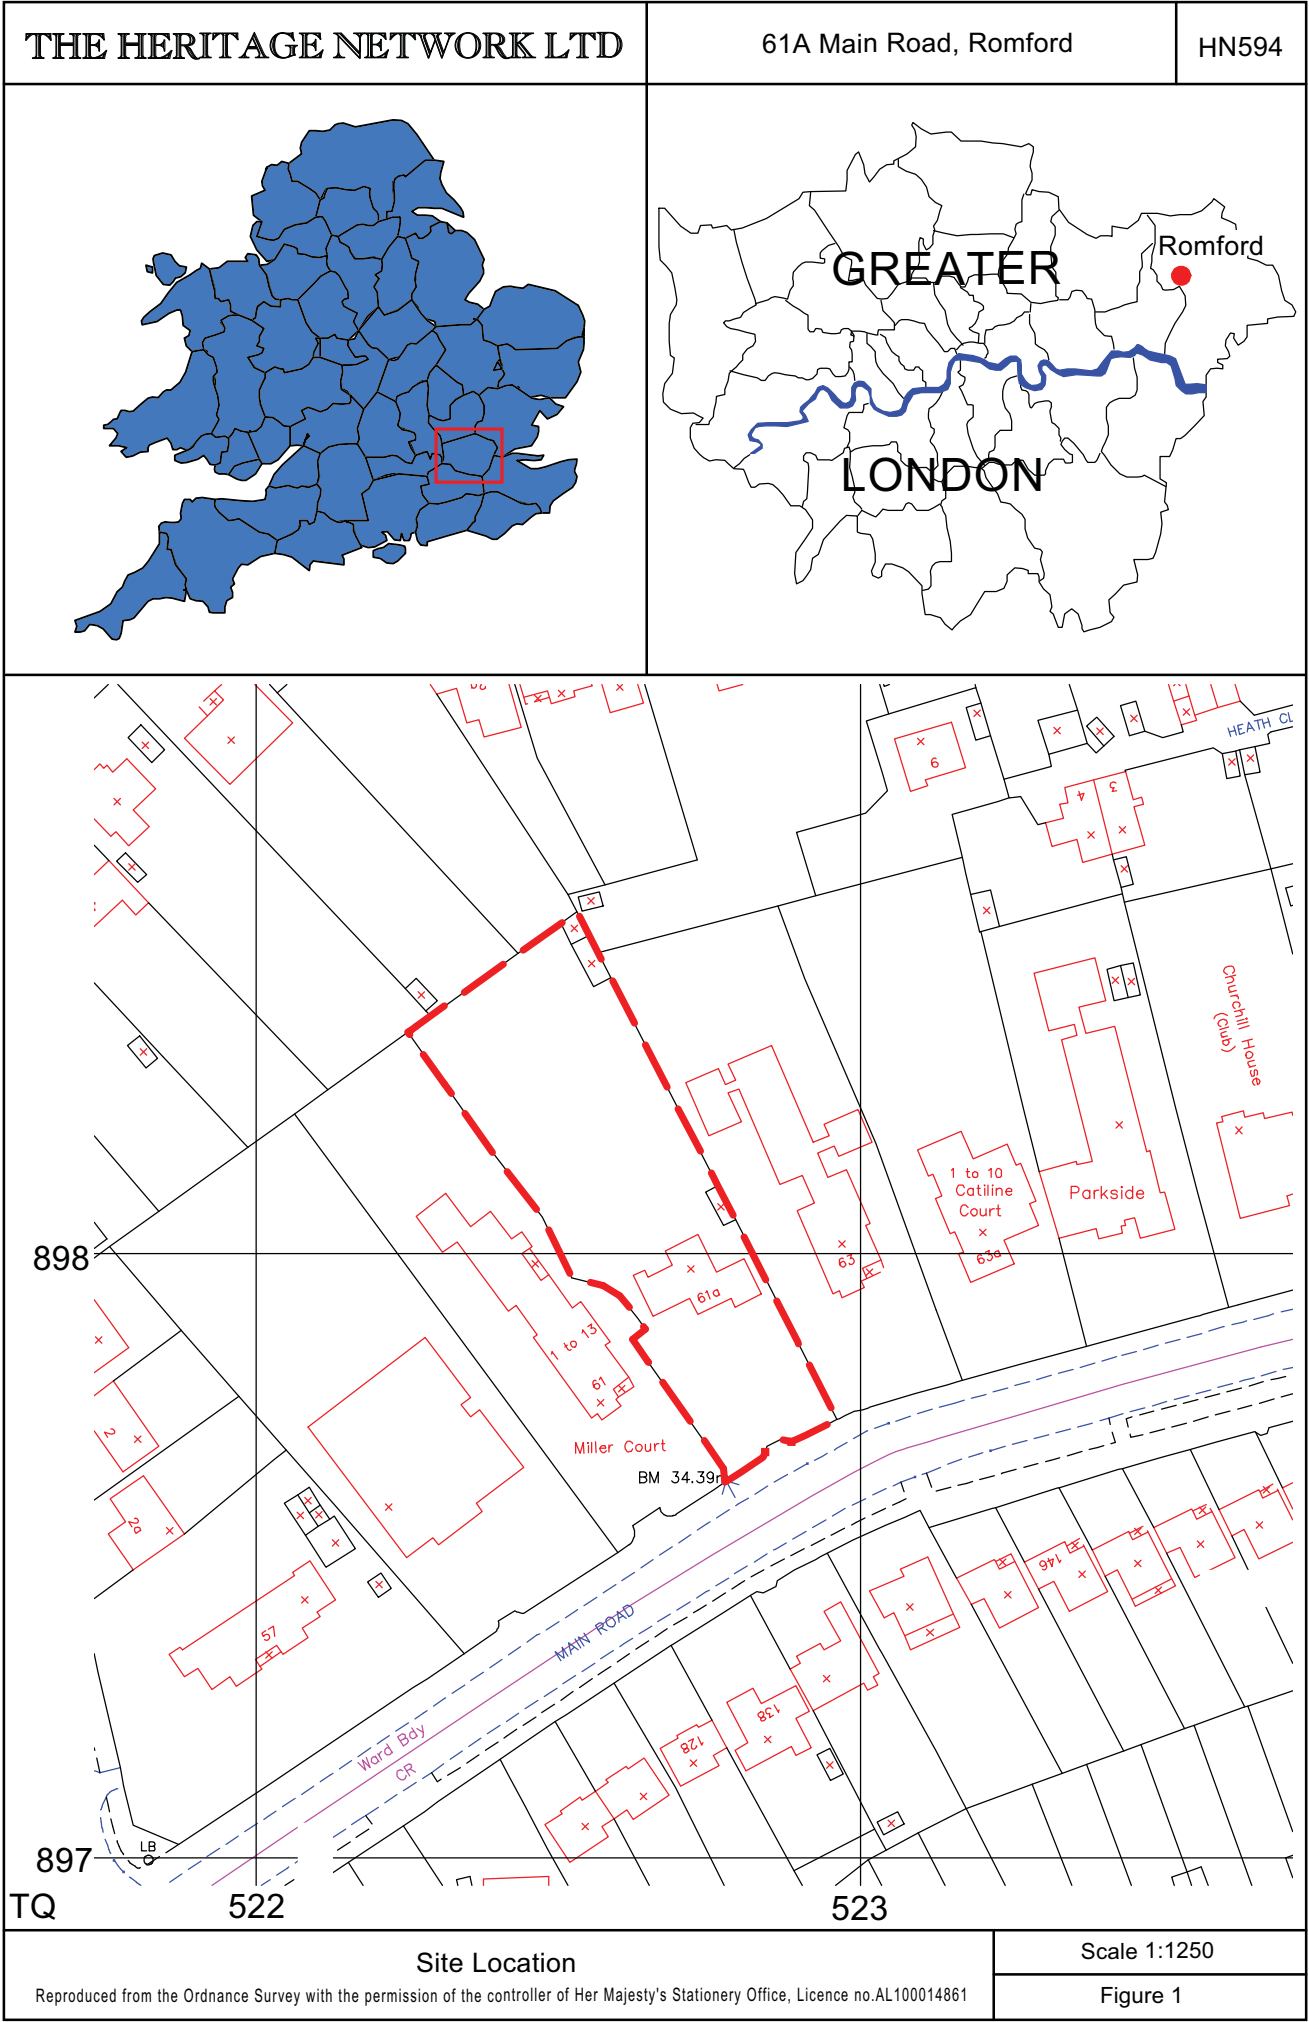 THE HERITAGE NETWORK LTD
61A Main Road, Romford
HN594
Romford
GREATER
LONDON
HEATH CL
9
4
3
Churchill House
(Club)
1 to 10
Catiline
Court
63a
Parkside
63
61a
1 to 13
61
Miller Court
BM 34.39m
898
2
2a
57
MAIN ROAD
146
138
128
Ward Bdy
CR
LB
897
TQ
522
523
Site Location
Reproduced from the Ordnance Survey with the permission of the controller of Her Majesty's Stationery Office, Licence no.AL100014861
Scale 1:1250
Figure 1